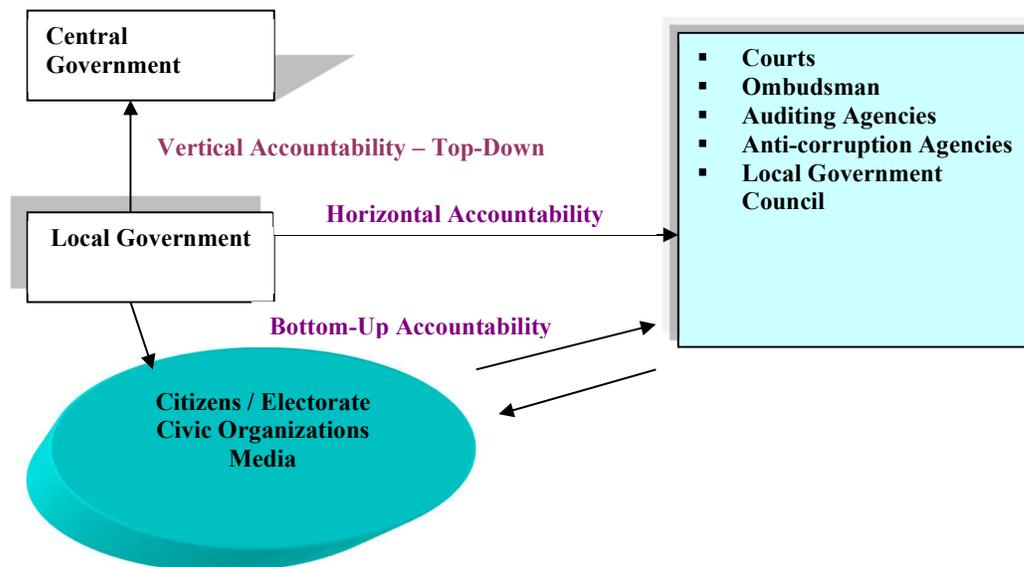 Central
Government
Vertical Accountability – Top-Down
Local Government
Horizontal Accountability
Bottom-Up Accountability
Citizens / Electorate
Civic Organizations
Media
▪ Courts
▪ Ombudsman
▪ Auditing Agencies
▪ Anti-corruption Agencies
▪ Local Government
Council